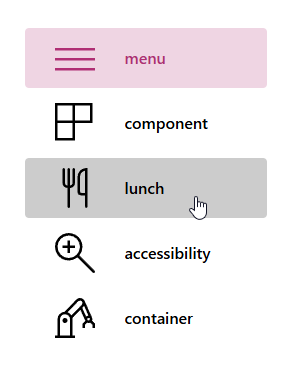 menu
component
lunch
accessibility
container